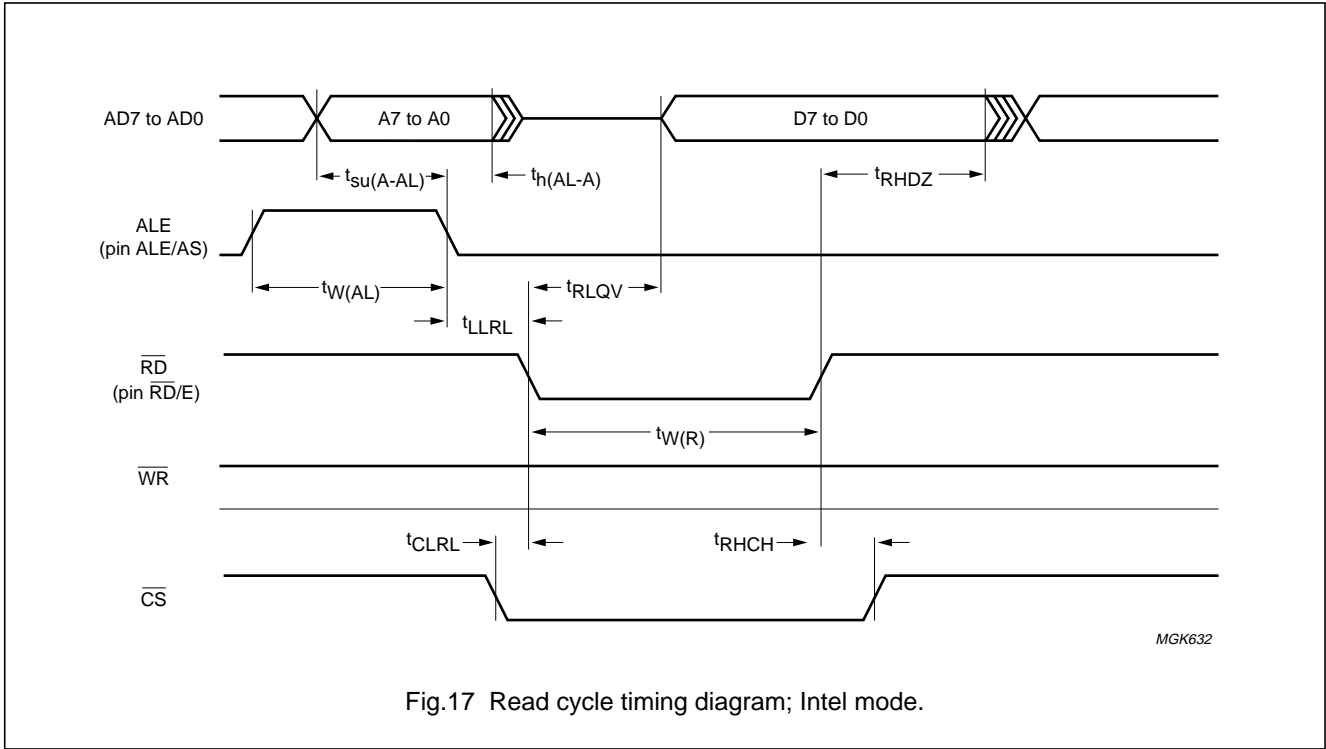 AD7 to AD0
A7 to A0
D7 to D0
tsu(A-AL)
th(AL-A)
tRHDZ
ALE
(pin ALE/AS)
tW(AL)
tRLQV
tLLRL
RD
(pin RD/E)
tW(R)
WR
tCLRL
tRHCH
CS
MGK632
Fig.17 Read cycle timing diagram; Intel mode.